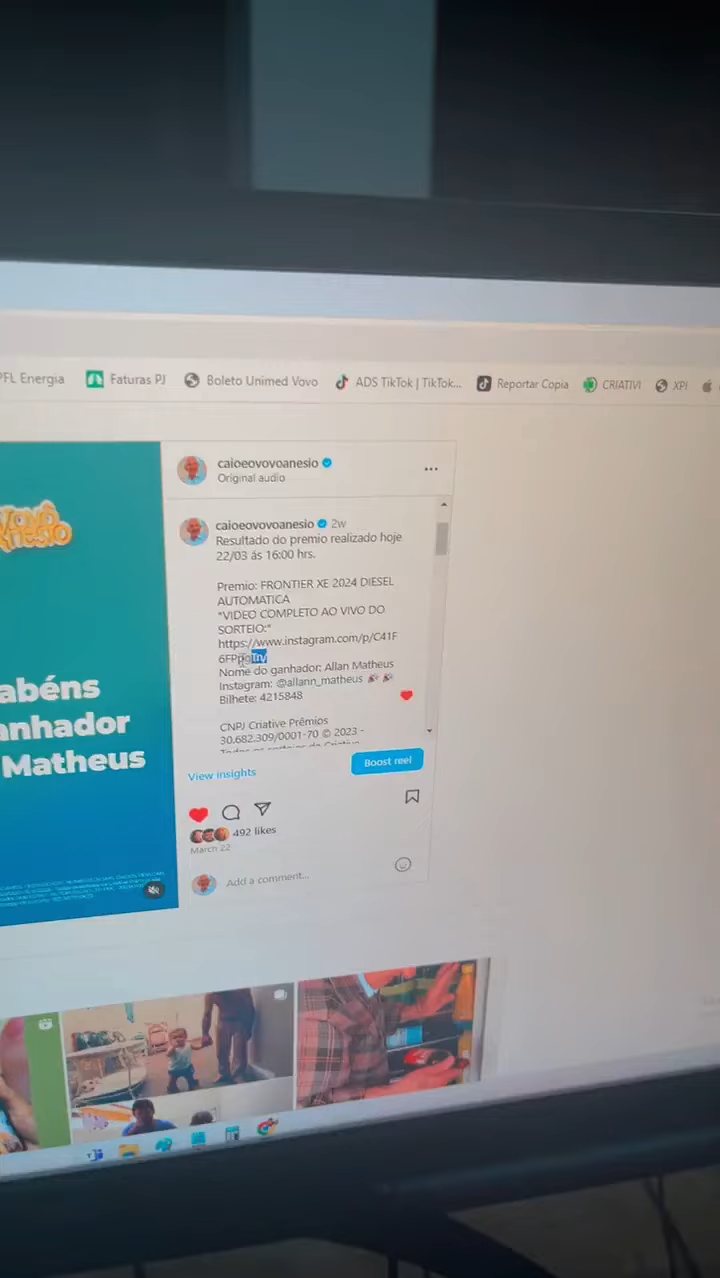 PFL Energia
Faturas PJ
Boleto Unimed Vovo
ADS TikTok | TikTok...
Reportar Copia
CRIATIVI
XPI
caioeovovoanesio
Original audio
caioeovovoanesio 2w
Resultado do premio realizado hoje
22/03 ás 16:00 hrs.
Premio: FRONTIER XE 2024 DIESEL
AUTOMATICA
*VIDEO COMPLETO AO VIVO DO
SORTEIO:*
https://www.instagram.com/p/C41F
Nome do ganhador: Allan Matheus
Instagram: @allann_matheus 🎉 🎉
Bilhete: 4215848
CNPJ Criative Prêmios
30.682.309/0001-70 © 2023 -
View insights
Boost reel
492 likes
March 22
Add a comment...
abéns
anhador
Matheus